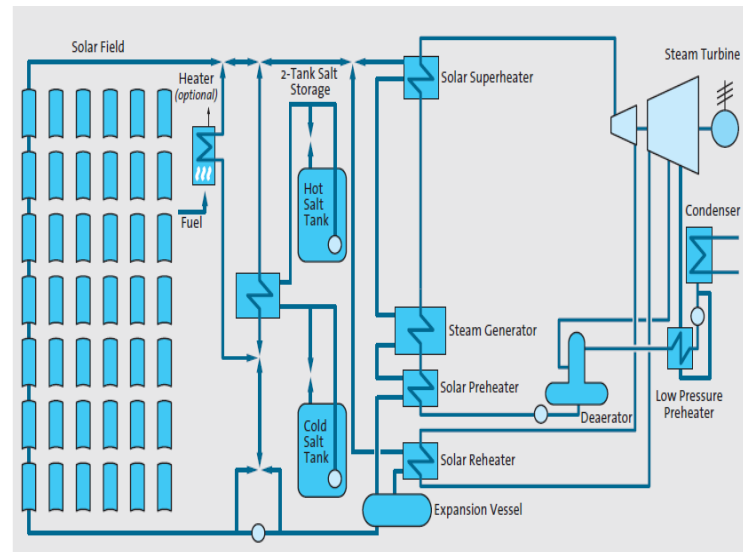 Solar Field
Heater
(optional)
Fuel
2-Tank Salt
Storage
Hot
Salt
Tank
Cold
Salt
Tank
Solar Superheater
Steam Generator
Solar Preheater
Solar Reheater
Expansion Vessel
Steam Turbine
Condenser
Low Pressure
Preheater
Deaerator